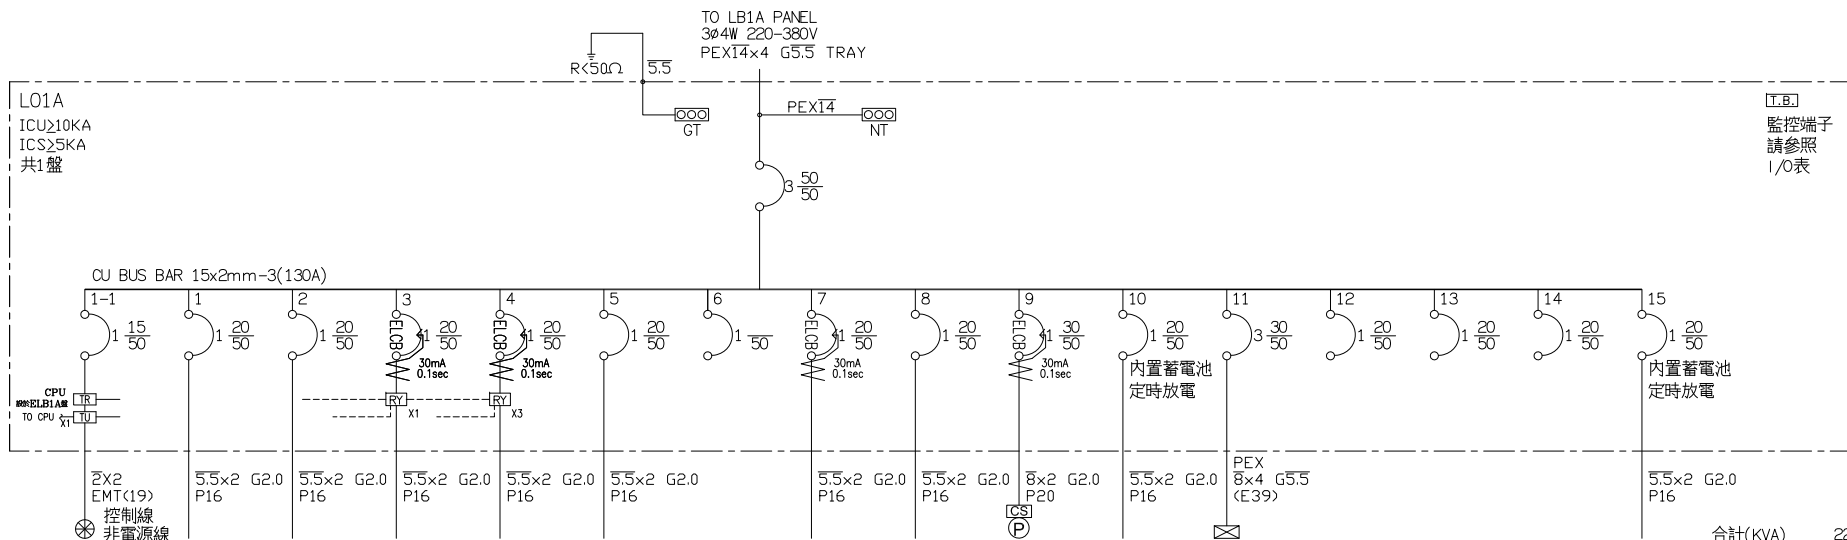 TO LB1A PANEL
3ø4W 220-380V
PEX14x4 G5.5 TRAY
R<50Ω
5.5
L01A
ICU≥10KA
ICS≥5KA
共1盤
GT
PEX14
NT
T.B.
監控端子
請參照
I/O表
3 50/50
CU BUS BAR 15x2mm-3(130A)
1-1 1 2 3 4 5 6 7 8 9 10 11 12 13 14 15
1 15/50
1 20/50
1 20/50
ELCB 1 20/50
30mA
0.1sec
ELCB 1 20/50
30mA
0.1sec
1 20/50
1 /50
ELCB 1 20/50
30mA
0.1sec
1 20/50
ELCB 1 30/50
30mA
0.1sec
1 20/50
內置蓄電池
定時放電
3 30/50
1 20/50
1 20/50
1 20/50
1 20/50
內置蓄電池
定時放電
CPU
ELB1A盤
TR
TO CPU
X1
TU
RY
X1
RY
X3
2X2
EMT(19)
控制線
非電源線
5.5x2 G2.0
P16
5.5x2 G2.0
P16
5.5x2 G2.0
P16
5.5x2 G2.0
P16
5.5x2 G2.0
P16
5.5x2 G2.0
P16
5.5x2 G2.0
P16
8x2 G2.0
P20
CS
P
5.5x2 G2.0
P16
PEX
8x4 G5.5
(E39)
5.5x2 G2.0
P16
合計(KVA)